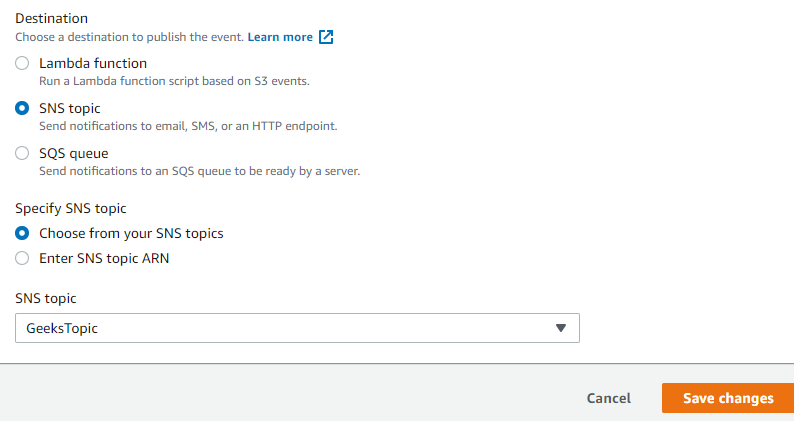 Destination
Choose a destination to publish the event. Learn more
Lambda function
Run a Lambda function script based on S3 events.
SNS topic
Send notifications to email, SMS, or an HTTP endpoint.
SQS queue
Send notifications to an SQS queue to be ready by a server.
Specify SNS topic
Choose from your SNS topics
Enter SNS topic ARN
SNS topic
GeeksTopic
Cancel Save changes